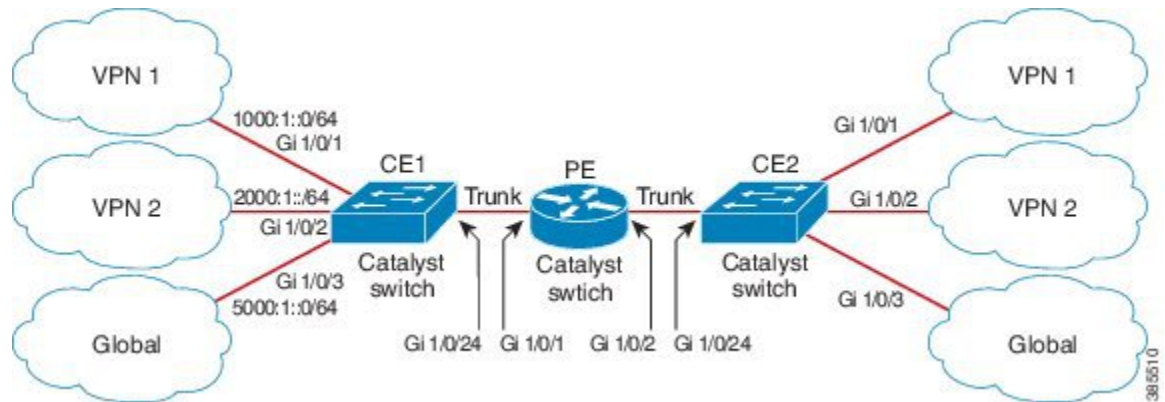 VPN 1
1000:1::0/64
Gi 1/0/1
VPN 2
2000:1::/64
Gi 1/0/2
Gi 1/0/3
5000:1::0/64
Global
CE1
Catalyst
switch
Trunk
PE
Catalyst
swtich
Trunk
CE2
Catalyst
switch
Gi 1/0/24
Gi 1/0/1
Gi 1/0/2
Gi 1/0/24
VPN 1
Gi 1/0/1
Gi 1/0/2
VPN 2
Gi 1/0/3
Global
385510